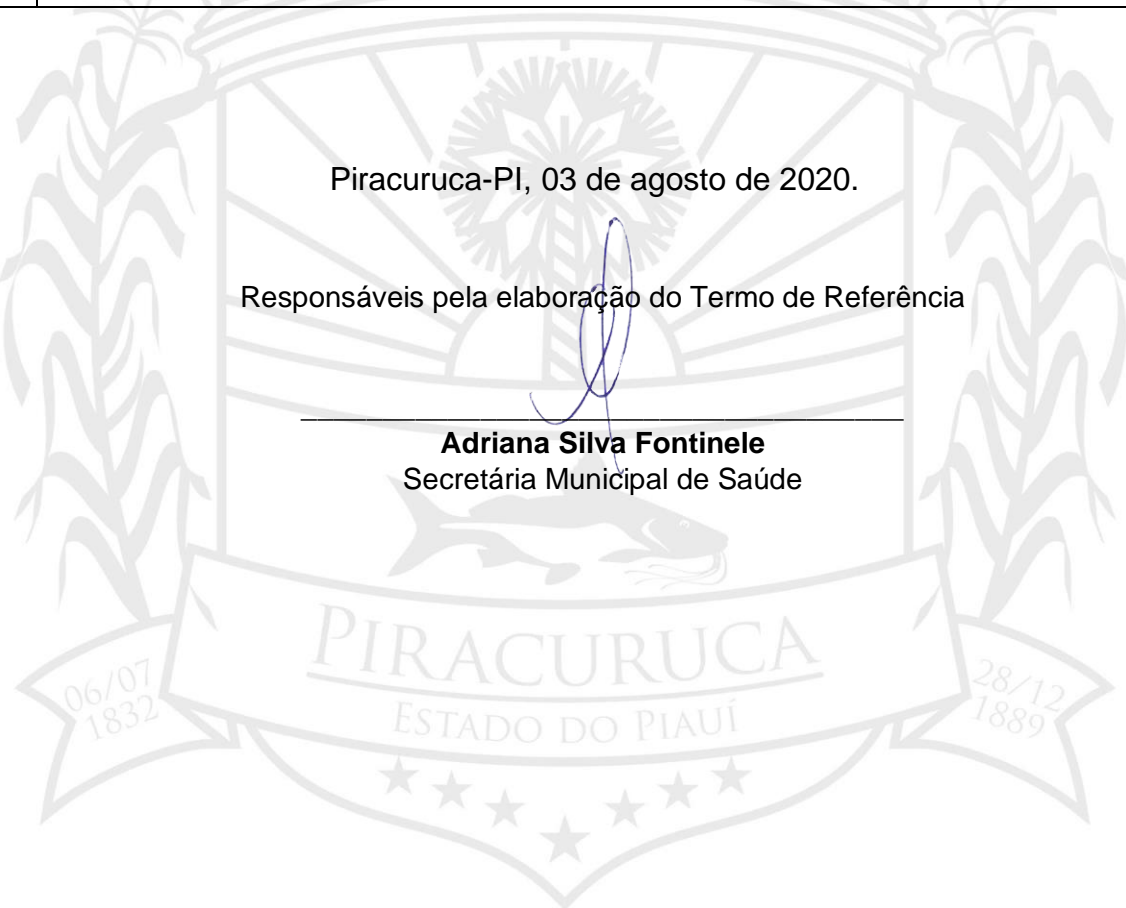 Piracuruca-PI, 03 de agosto de 2020.
Responsáveis pela elaboração do Termo de Referência
Adriana Silva Fontinele
Secretária Municipal de Saúde
PIRACURUCA
ESTADO DO PIAUÍ
06/07
1832
28/12
1889